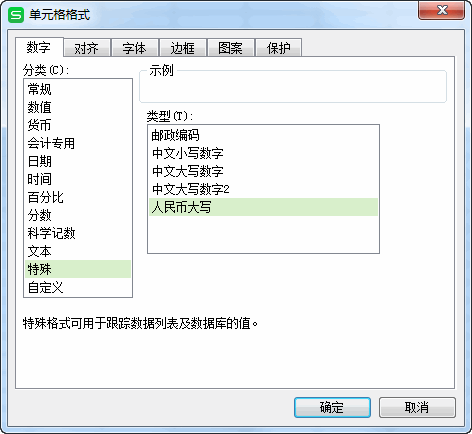 单元格格式
数字 对齐 字体 边框 图案 保护
分类(C):
常规
数值
货币
会计专用
日期
时间
百分比
分数
科学记数
文本
特殊
自定义
示例
类型(T):
邮政编码
中文小写数字
中文大写数字
中文大写数字2
人民币大写
特殊格式可用于跟踪数据列表及数据库的值。
确定 取消